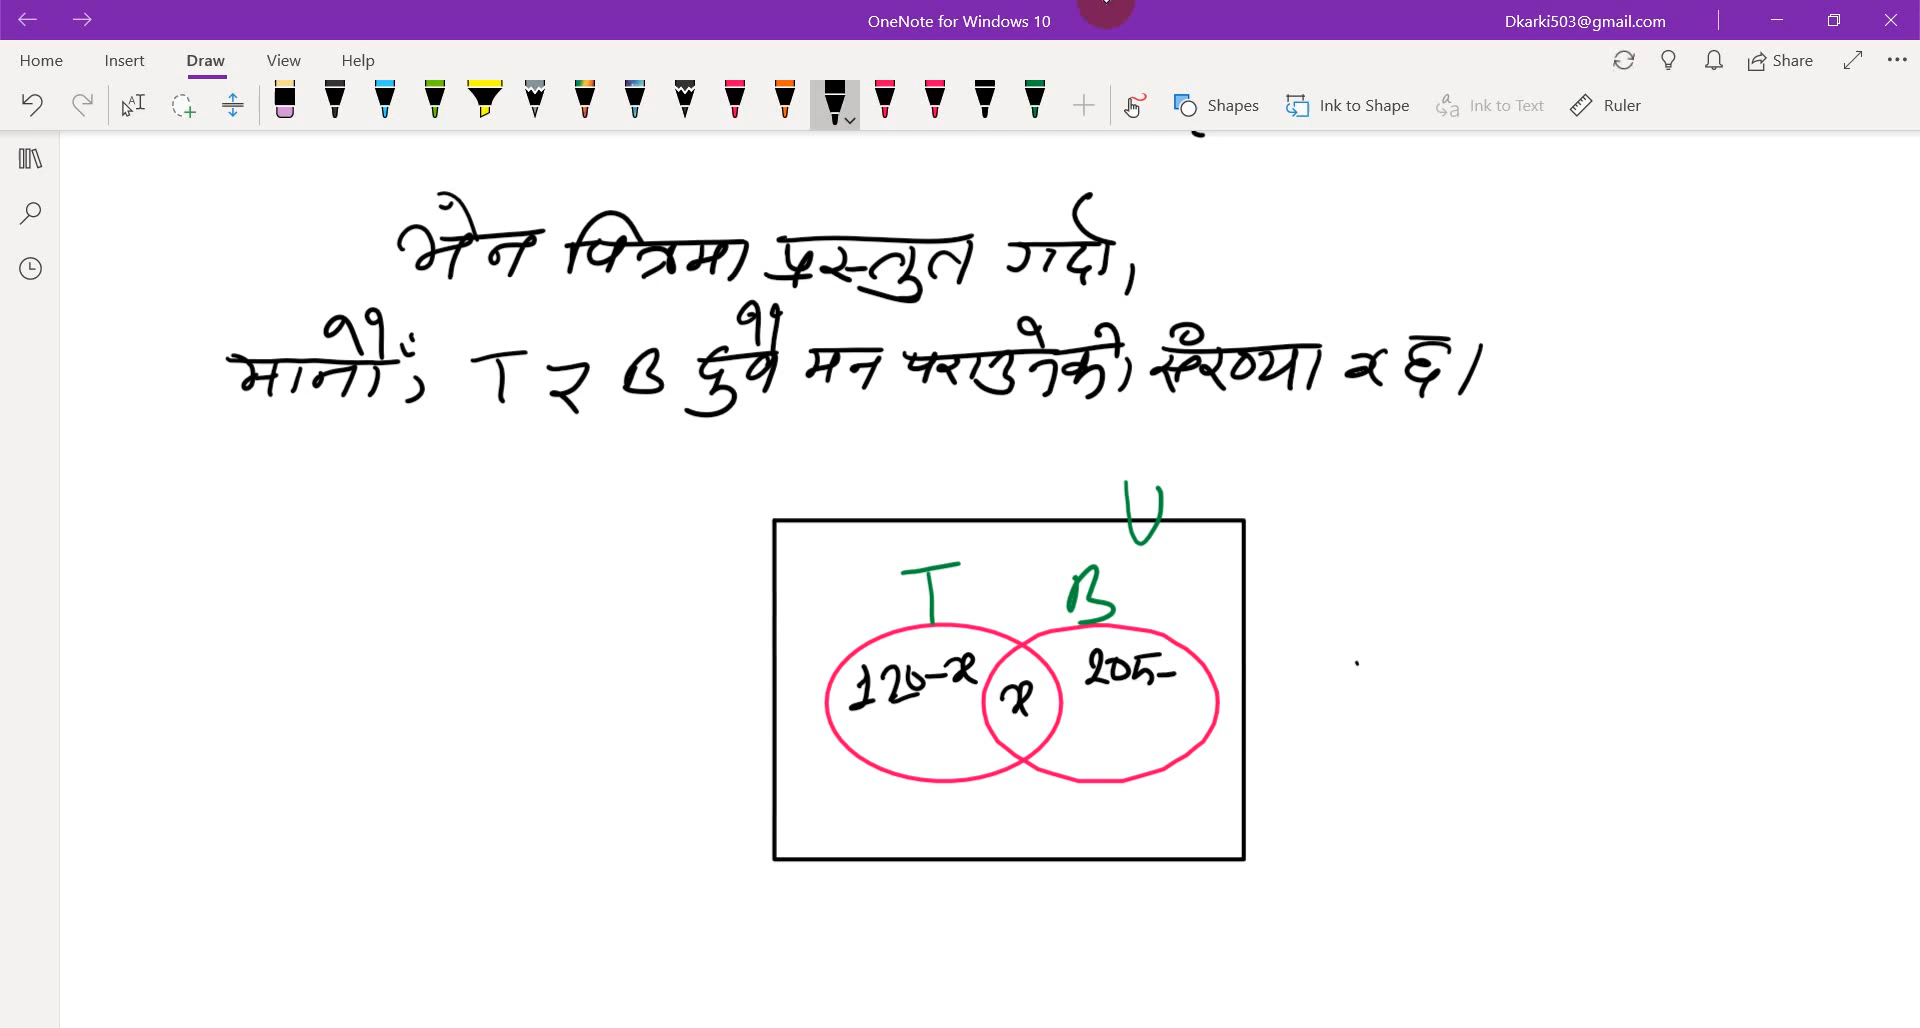 OneNote for Windows 10
Dkarki503@gmail.com
Home Insert Draw View Help
Share
Shapes Ink to Shape Ink to Text Ruler
भेन चित्रमा प्रस्तुत गर्दा,
मानौं; T र B दुवै मन पराउनेको संख्या x छ।
U
T B
120-x x 205-